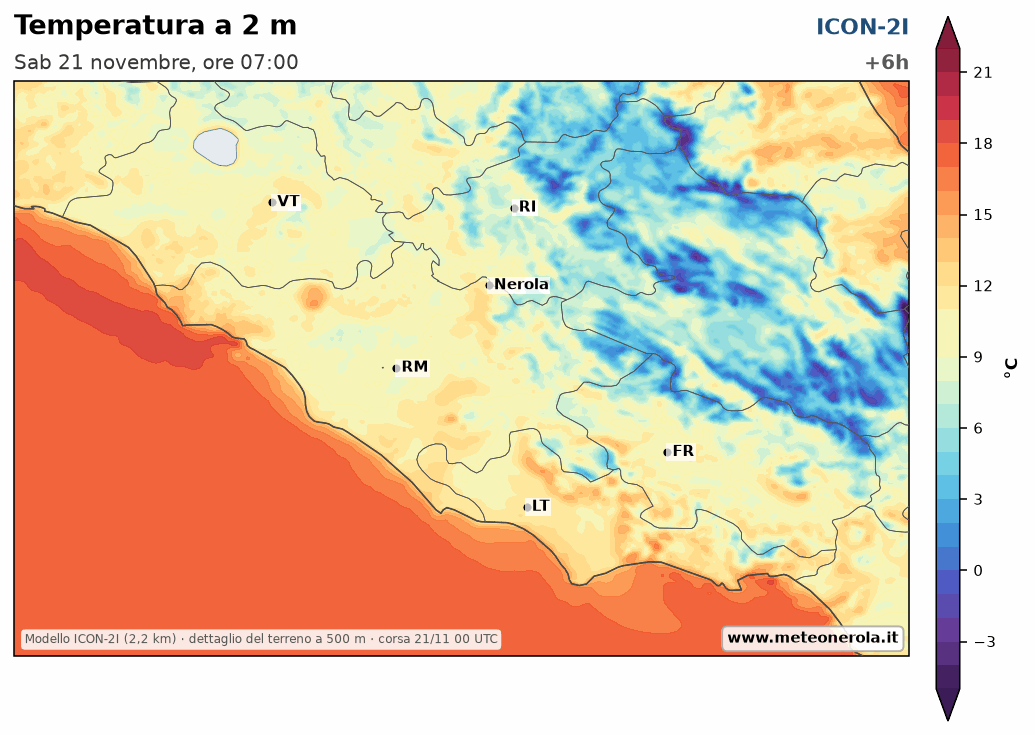 Temperatura a 2 m
ICON-2I
Sab 21 novembre, ore 07:00
+6h
21
18
15
12
9
6
3
0
−3
°C
VT
RI
Nerola
RM
FR
LT
Modello ICON-2I (2,2 km) · dettaglio del terreno a 500 m · corsa 21/11 00 UTC
www.meteonerola.it